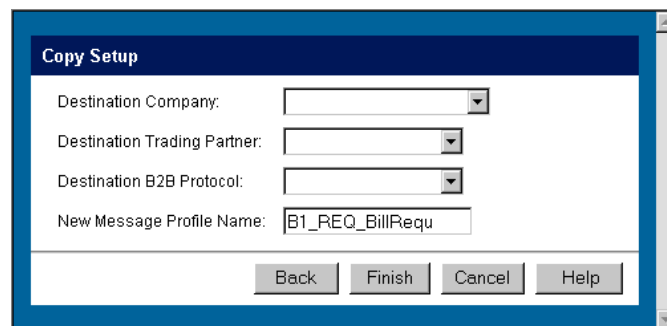 Copy Setup
Destination Company:
Destination Trading Partner:
Destination B2B Protocol:
New Message Profile Name: B1_REQ_BillRequ
Back Finish Cancel Help